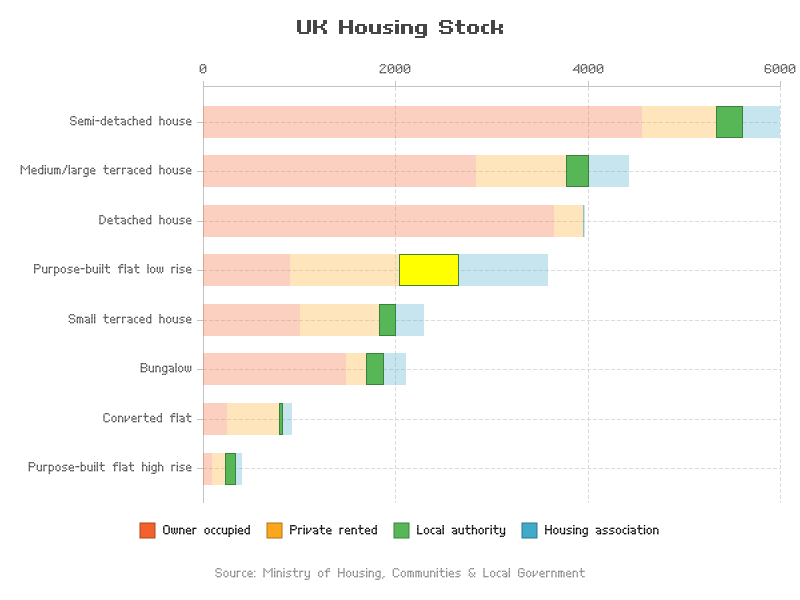 UK Housing Stock
0 2000 4000 6000
Semi-detached house
Medium/large terraced house
Detached house
Purpose-built flat low rise
Small terraced house
Bungalow
Converted flat
Purpose-built flat high rise
Owner occupied Private rented Local authority Housing association
Source: Ministry of Housing, Communities & Local Government